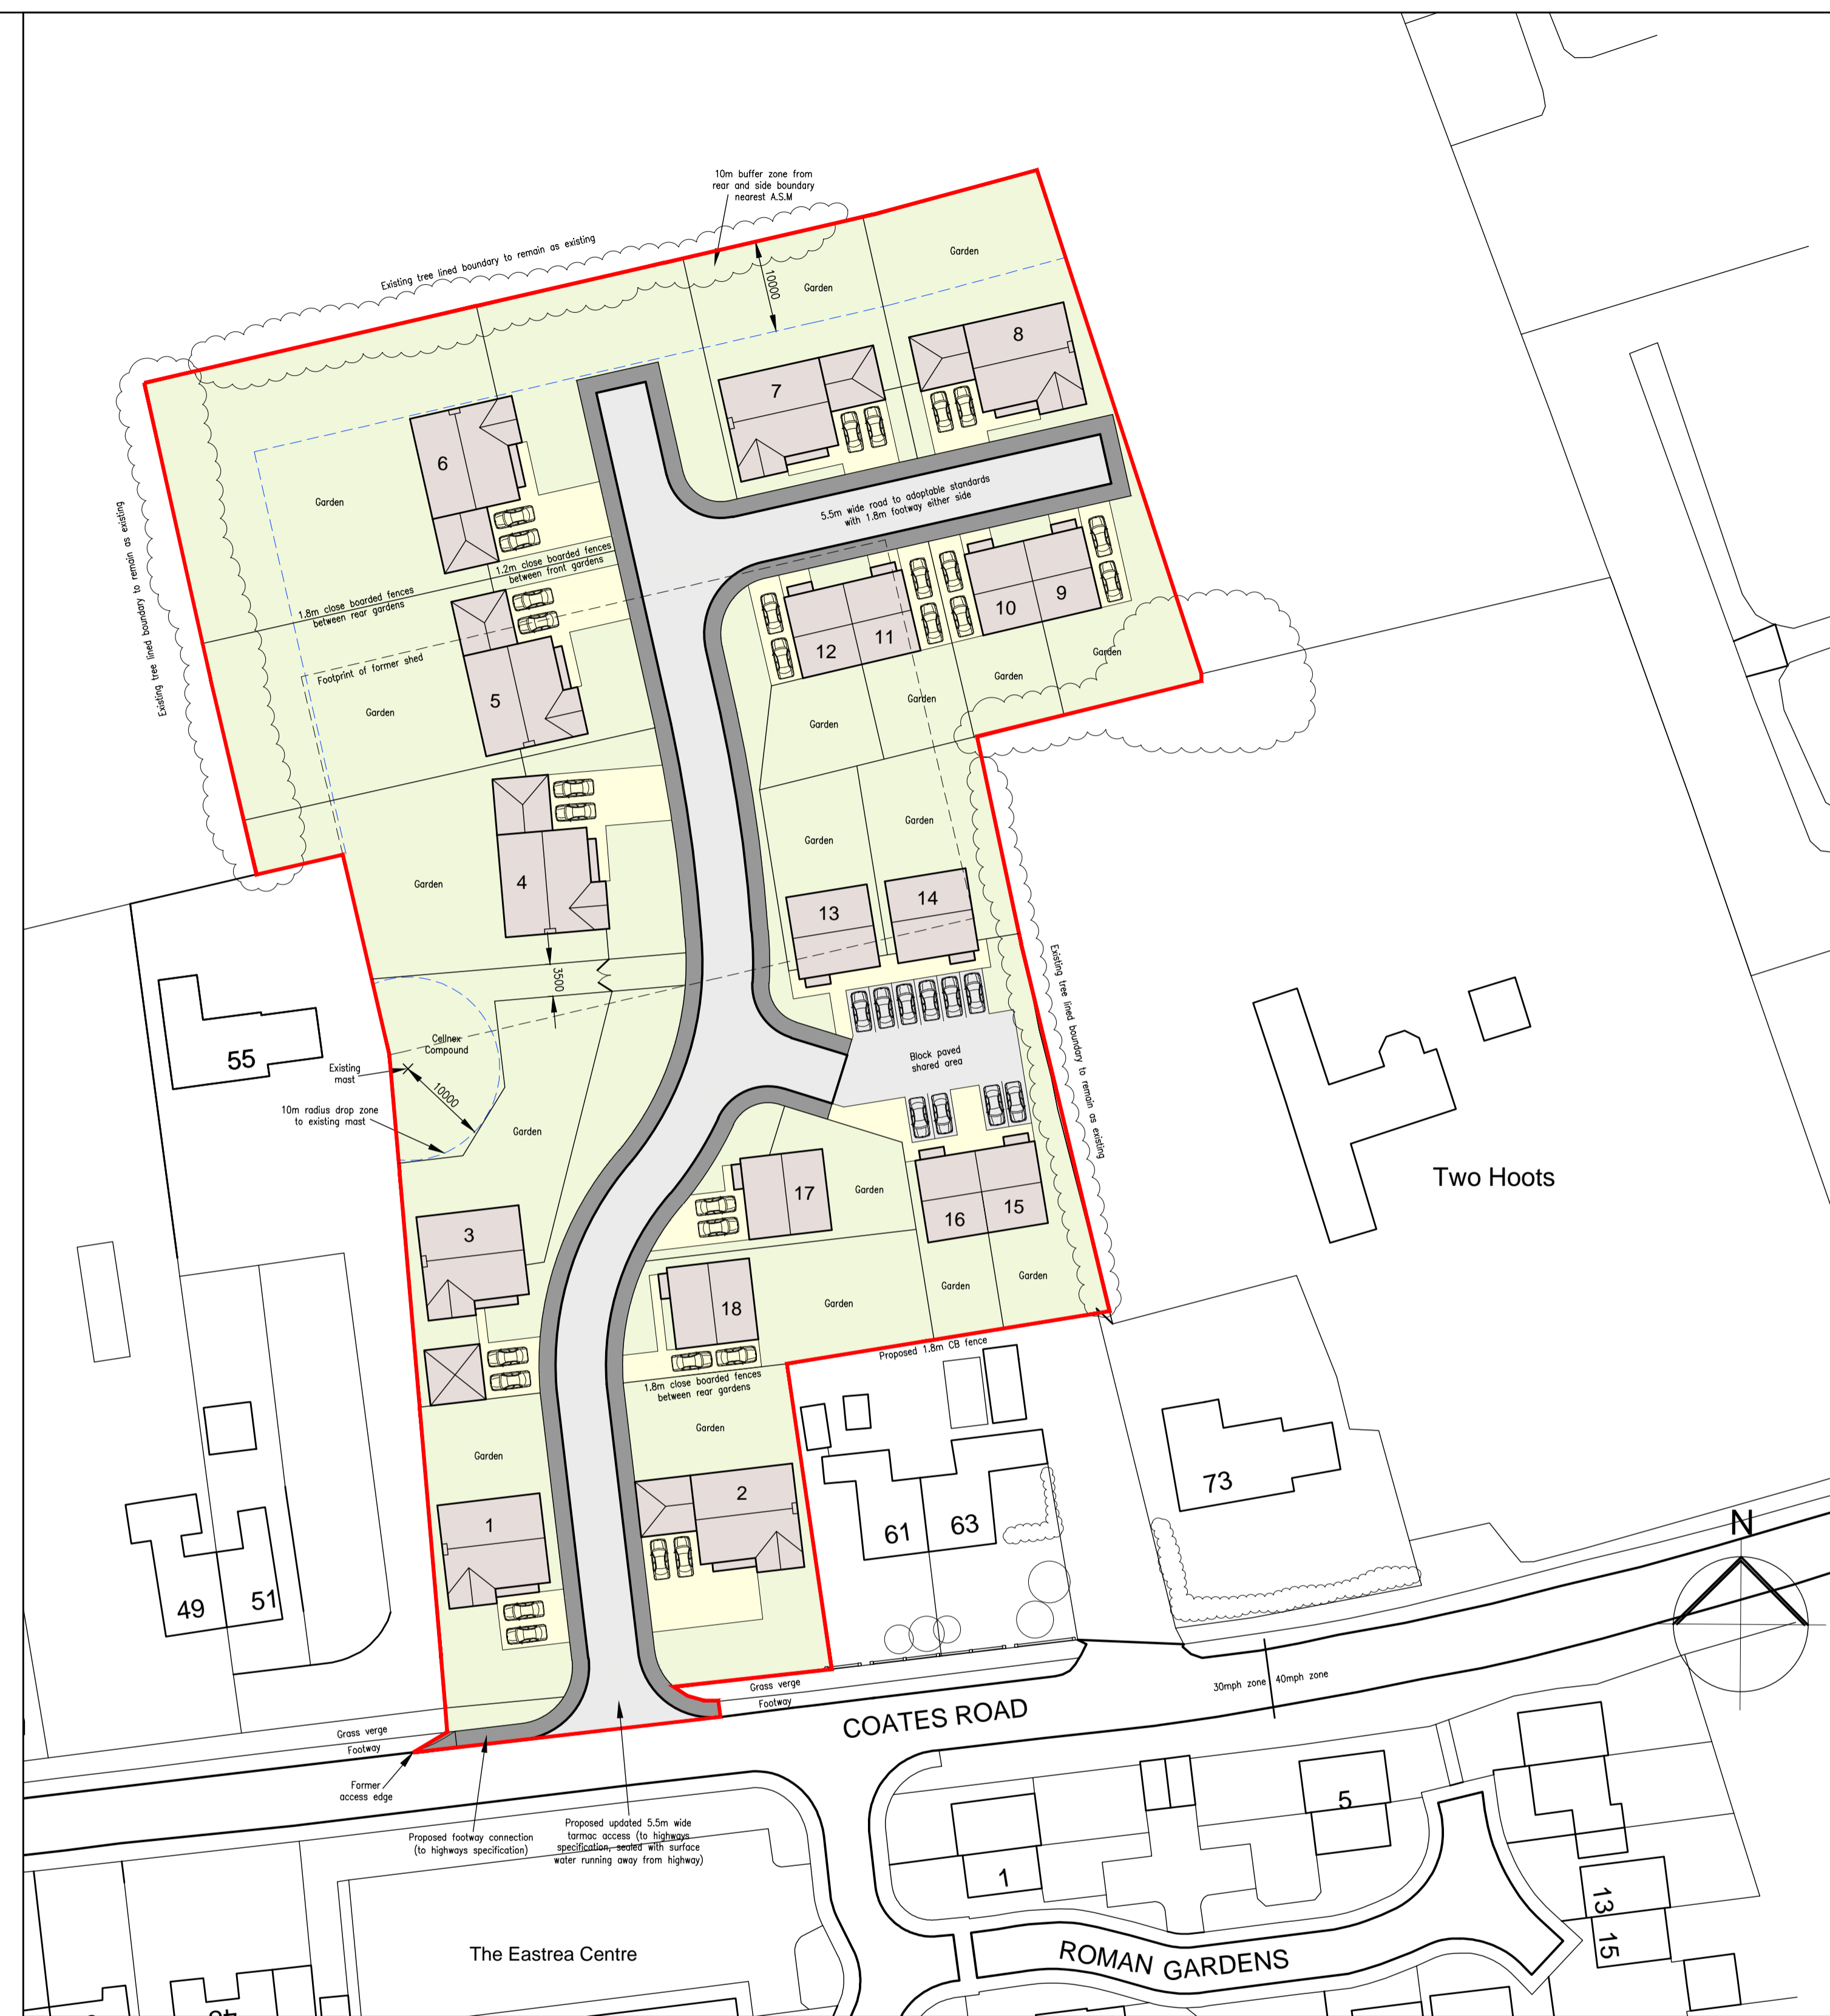 10m buffer zone from
rear and side boundary
nearest A.S.M
Existing tree lined boundary to remain as existing
Garden
10000
Garden
8
7
6
Garden
5.5m wide road to adoptable standards
with 1.8m footway either side
Existing tree lined boundary to remain as existing
1.2m close boarded fences
between front gardens
1.8m close boarded fences
between rear gardens
Footprint of former shed
Garden
5
12
11
10
9
Garden
Garden
Garden
Garden
Garden
Garden
Garden
4
13
14
3500
Existing tree lined boundary to remain as existing
Cellnex
Compound
Existing
mast
10000
10m radius drop zone
to existing mast
Garden
Block paved
shared area
55
Two Hoots
3
17
Garden
16
15
18
Garden
Garden
Garden
Proposed 1.8m CB fence
1.8m close boarded fences
between rear gardens
Garden
Garden
1
2
61
63
73
49
51
N
30mph zone
40mph zone
Grass verge
Footway
COATES ROAD
Grass verge
Footway
Former
access edge
Proposed footway connection
(to highways specification)
Proposed updated 5.5m wide
tarmac access (to highways
specification, sealed with surface
water running away from highway)
The Eastrea Centre
1
5
13
15
ROMAN GARDENS